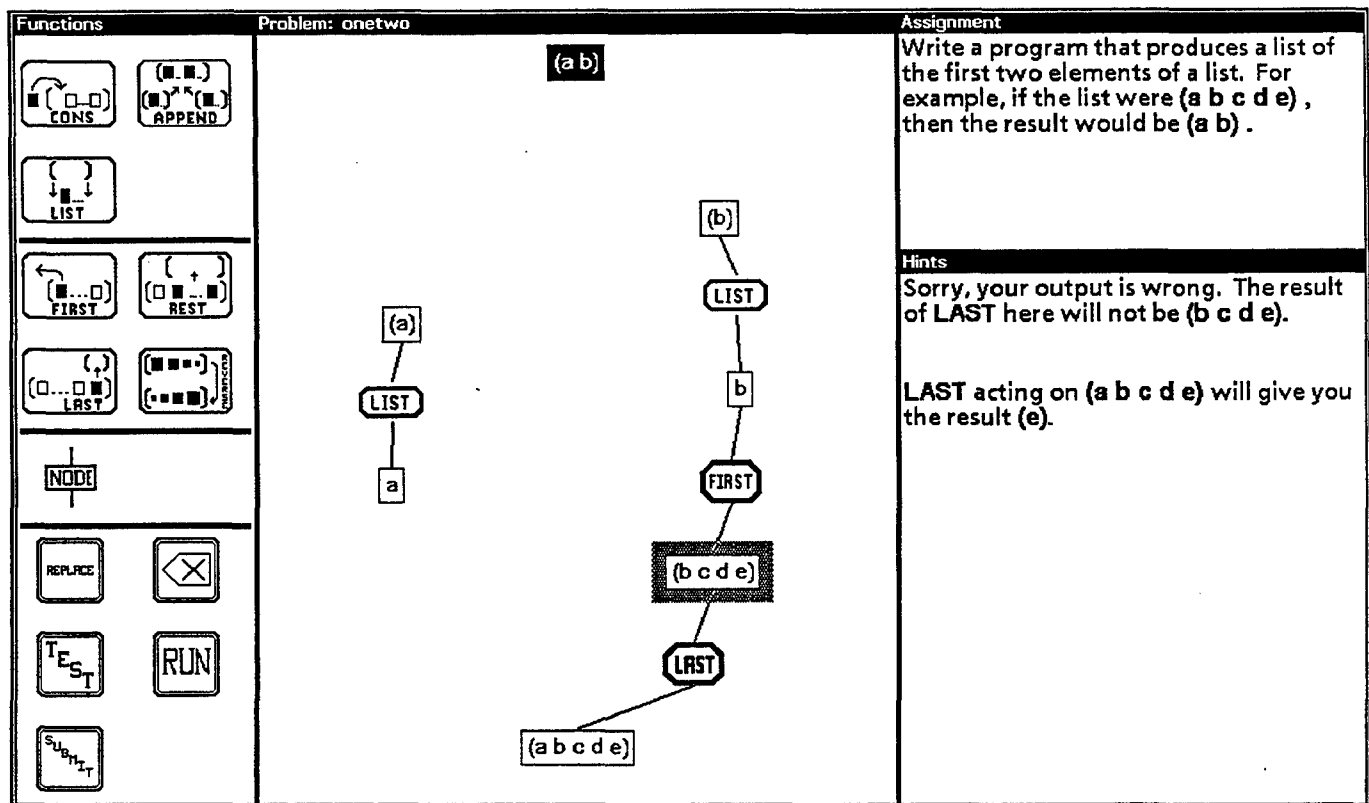 Functions
CONS
APPEND
LIST
FIRST
REST
LAST
NODE
REPLACE
TEST
RUN
SUBMIT
Problem: onetwo
(a b)
(b)
LIST
(a)
b
LIST
FIRST
a
(b c d e)
LAST
(a b c d e)
Assignment
Write a program that produces a list of
the first two elements of a list. For
example, if the list were (a b c d e) ,
then the result would be (a b) .
Hints
Sorry, your output is wrong. The result
of LAST here will not be (b c d e).
LAST acting on (a b c d e) will give you
the result (e).